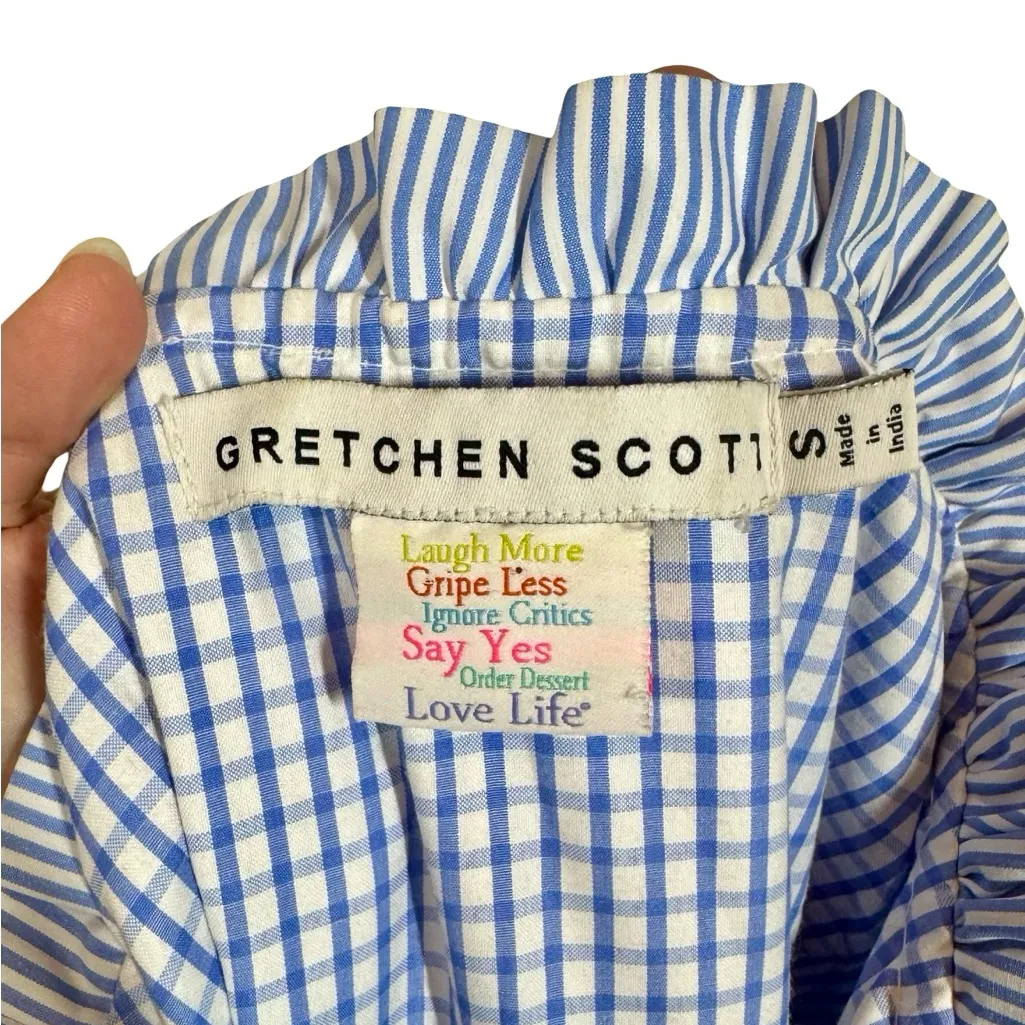 GRETCHEN SCOTT
S
Made
in
India
Laugh More
Gripe Less
Ignore Critics
Say Yes
Order Dessert
Love Life®